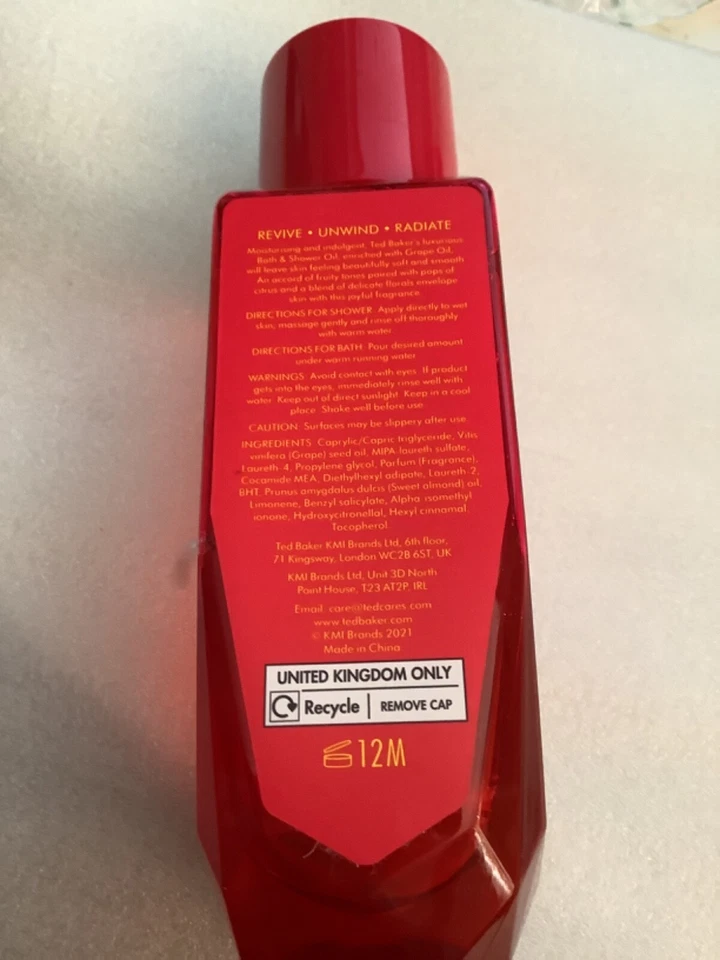 REVIVE • UNWIND • RADIATE
Moisturising and indulgent, Ted Baker's luxurious
Bath & Shower Oil, enriched with Grape Oil,
will leave skin feeling beautifully soft and smooth
An accord of fruity tones paired with pops of
citrus and a blend of delicate florals envelope
skin with this joyful fragrance.
DIRECTIONS FOR SHOWER: Apply directly to wet
skin, massage gently and rinse off thoroughly
with warm water.
DIRECTIONS FOR BATH: Pour desired amount
under warm running water.
WARNINGS: Avoid contact with eyes. If product
gets into the eyes, immediately rinse well with
water. Keep out of direct sunlight. Keep in a cool
place. Shake well before use.
CAUTION: Surfaces may be slippery after use.
INGREDIENTS: Caprylic/Capric triglyceride, Vitis
vinifera (Grape) seed oil, MIPA-laureth sulfate,
Laureth-4, Propylene glycol, Parfum (Fragrance),
Cocamide MEA, Diethylhexyl adipate, Laureth-2,
BHT, Prunus amygdalus dulcis (Sweet almond) oil,
Limonene, Benzyl salicylate, Alpha isomethyl
ionone, Hydroxycitronellal, Hexyl cinnamal,
Tocopherol.
Ted Baker KMI Brands Ltd, 6th floor,
71 Kingsway, London WC2B 6ST, UK
KMI Brands Ltd, Unit 3D North
Point House, T23 AT2P, IRL
Email: care@tedcares.com
www.tedbaker.com
© KMI Brands 2021
Made in China
UNITED KINGDOM ONLY
Recycle | REMOVE CAP
12M